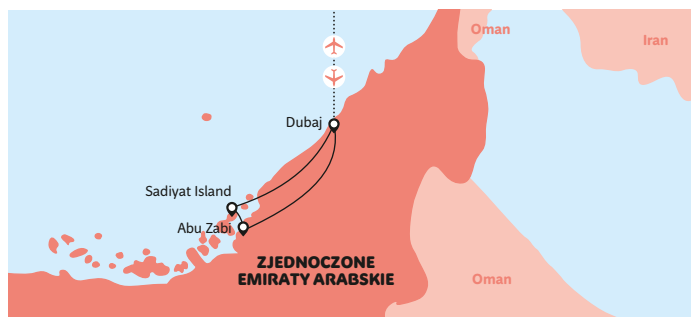 Oman
Iran
Dubaj
Sadiyat Island
Abu Zabi
ZJEDNOCZONE
EMIRATY ARABSKIE
Oman